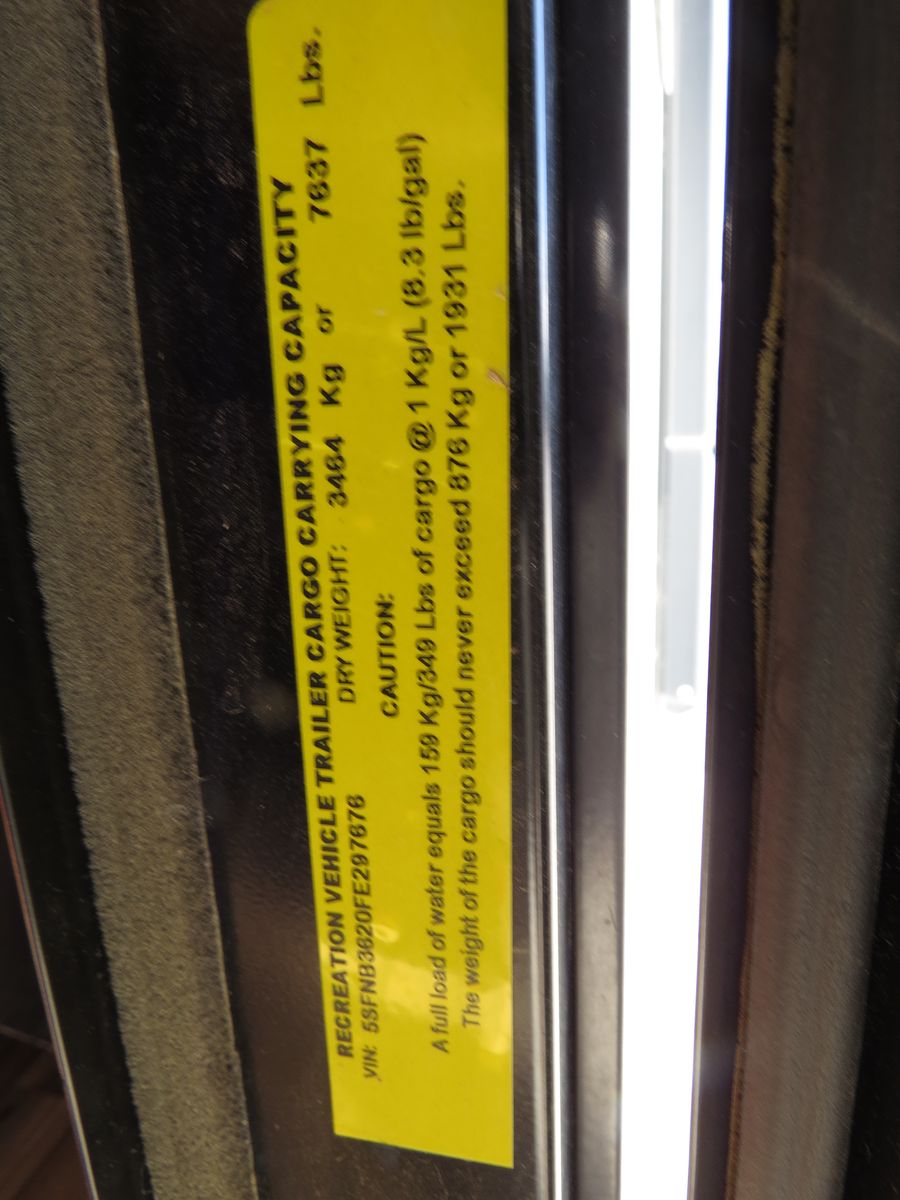 RECREATION VEHICLE TRAILER CARGO CARRYING CAPACITY
VIN: 5SFNB3620FE297676 DRY WEIGHT: 3464 Kg or 7637 Lbs.
CAUTION:
A full load of water equals 159 Kg/349 Lbs of cargo @ 1 Kg/L (8.3 lb/gal)
The weight of the cargo should never exceed 876 Kg or 1931 Lbs.